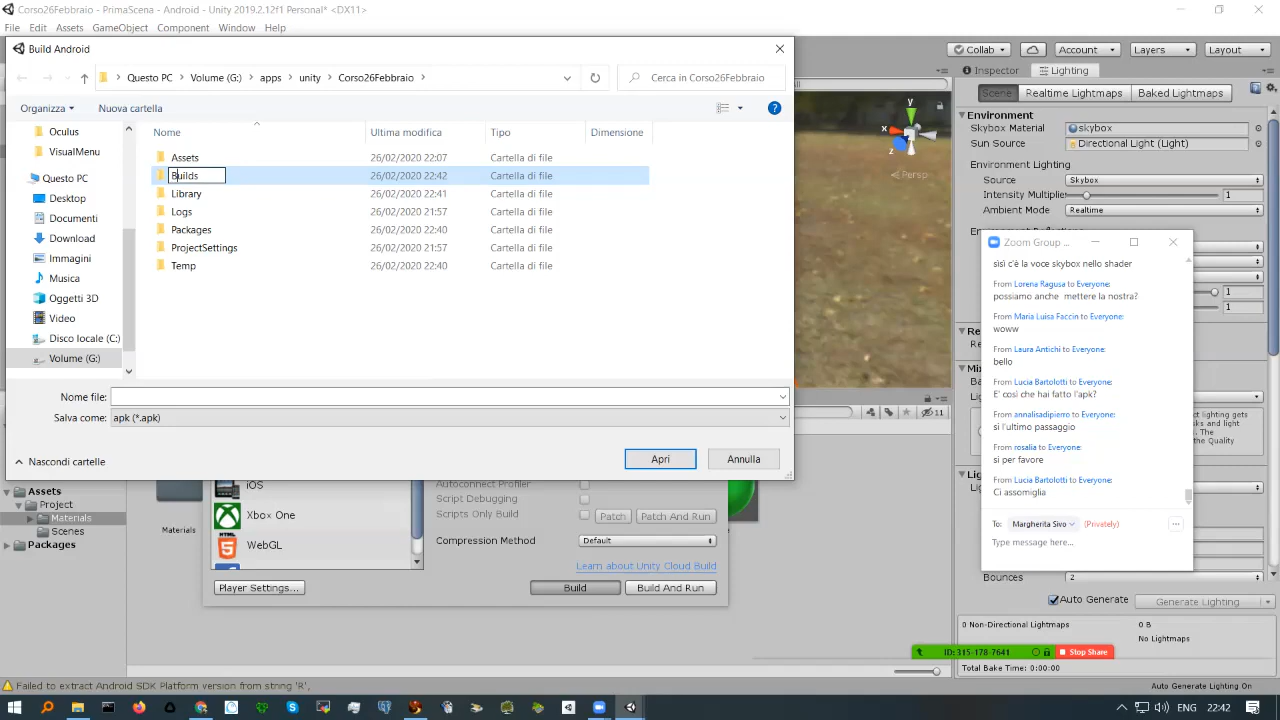 Corso26Febbraio - PrimaScena - Android - Unity 2019.2.12f1 Personal* <DX11>
File Edit Assets GameObject Component Window Help
Build Android
Collab
Account
Layers
Layout
Questo PC > Volume (G:) > apps > unity > Corso26Febbraio >
Cerca in Corso26Febbraio
Organizza
Nuova cartella
Nome Ultima modifica Tipo Dimensione
Assets 26/02/2020 22:07 Cartella di file
Builds 26/02/2020 22:42 Cartella di file
Library 26/02/2020 22:41 Cartella di file
Logs 26/02/2020 21:57 Cartella di file
Packages 26/02/2020 22:40 Cartella di file
ProjectSettings 26/02/2020 21:57 Cartella di file
Temp 26/02/2020 22:40 Cartella di file
Oculus
VisualMenu
Questo PC
Desktop
Documenti
Download
Immagini
Musica
Oggetti 3D
Video
Disco locale (C:)
Volume (G:)
Nome file:
Salva come: apk (*.apk)
Nascondi cartelle
Apri
Annulla
y
x
z
Persp
11
Inspector
Lighting
Scene Realtime Lightmaps Baked Lightmaps
Environment
Skybox Material skybox
Sun Source Directional Light (Light)
Environment Lighting
Source Skybox
Intensity Multiplier 1
Ambient Mode Realtime
1
1
Zoom Group ...
sisì c'è la voce skybox nello shader
From Lorena Ragusa to Everyone:
possiamo anche mettere la nostra?
From Maria Luisa Faccin to Everyone:
woww
From Laura Antichi to Everyone:
bello
From Lucia Bartolotti to Everyone:
E' così che hai fatto l'apk?
From annalisadipierro to Everyone:
si l'ultimo passaggio
From rosalia to Everyone:
si per favore
From Lucia Bartolotti to Everyone:
Ci assomiglia
To: Margherita Sivo (Privately)
Type message here...
Bounces 2
Auto Generate
Generate Lighting
0 Non-Directional Lightmaps 0 B
No Lightmaps
ID: 315-178-7641
Stop Share
Total Bake Time: 0:00:00
Auto Generate Lighting On
Assets
Project
Materials
Scenes
Packages
Materials
iOS
Xbox One
WebGL
Autoconnect Profiler
Script Debugging
Scripts Only Build
Patch
Patch And Run
Compression Method Default
Learn about Unity Cloud Build
Player Settings...
Build
Build And Run
Failed to extract Android SDK Platform version from string 'R',
ENG 22:42